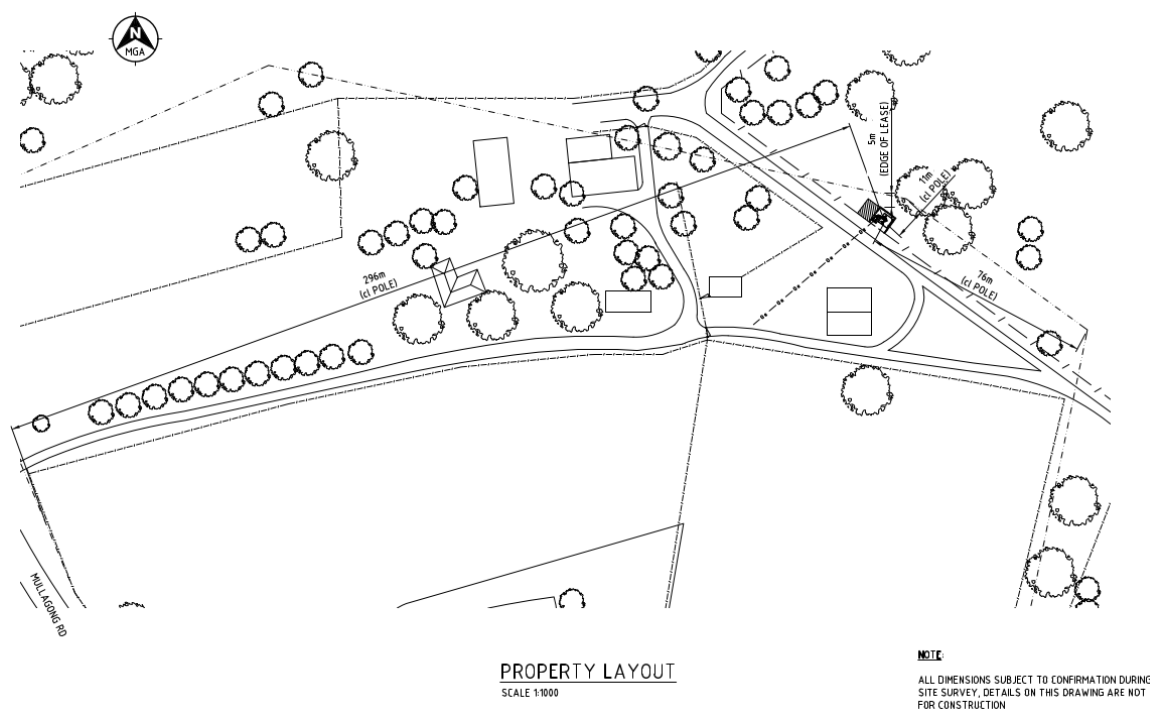 N
MGA
5m
(EDGE OF LEASE)
11m
(cl POLE)
296m
(cl POLE)
76m
(cl POLE)
MULLAGONG RD
PROPERTY LAYOUT
SCALE 1:1000
NOTE:
ALL DIMENSIONS SUBJECT TO CONFIRMATION DURING
SITE SURVEY, DETAILS ON THIS DRAWING ARE NOT
FOR CONSTRUCTION